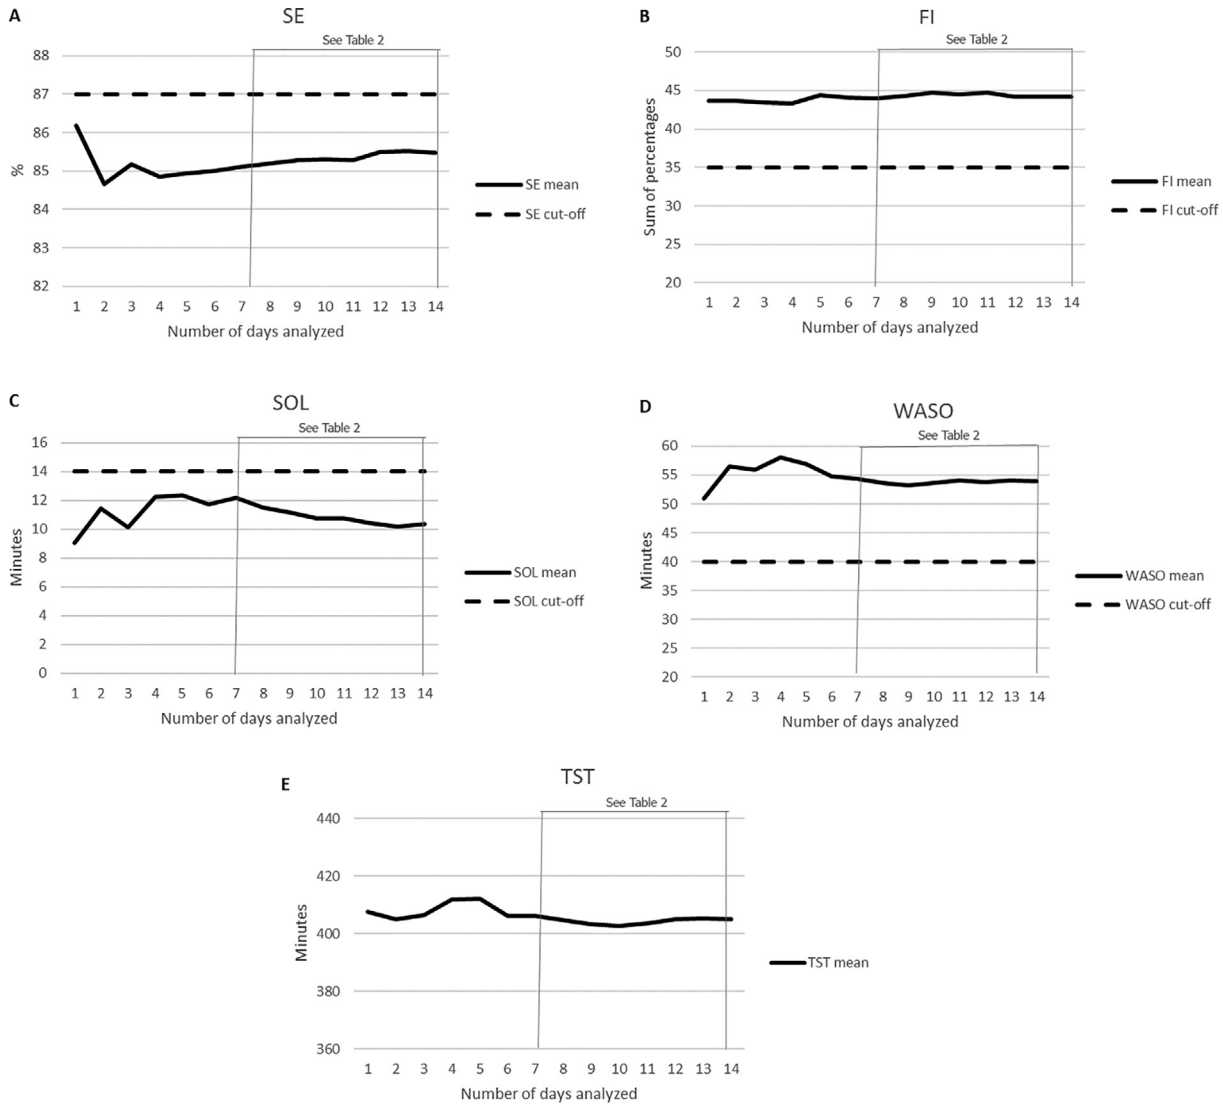 A
SE
See Table 2
88
87
86
85
84
83
82
%
1 2 3 4 5 6 7 8 9 10 11 12 13 14
Number of days analyzed
SE mean
SE cut-off
B
FI
See Table 2
50
45
40
35
30
25
20
Sum of percentages
1 2 3 4 5 6 7 8 9 10 11 12 13 14
Number of days analyzed
FI mean
FI cut-off
C
SOL
See Table 2
16
14
12
10
8
6
4
2
0
Minutes
1 2 3 4 5 6 7 8 9 10 11 12 13 14
Number of days analyzed
SOL mean
SOL cut-off
D
WASO
See Table 2
60
55
50
45
40
35
30
25
20
Minutes
1 2 3 4 5 6 7 8 9 10 11 12 13 14
Number of days analyzed
WASO mean
WASO cut-off
E
TST
See Table 2
440
420
400
380
360
Minutes
1 2 3 4 5 6 7 8 9 10 11 12 13 14
Number of days analyzed
TST mean